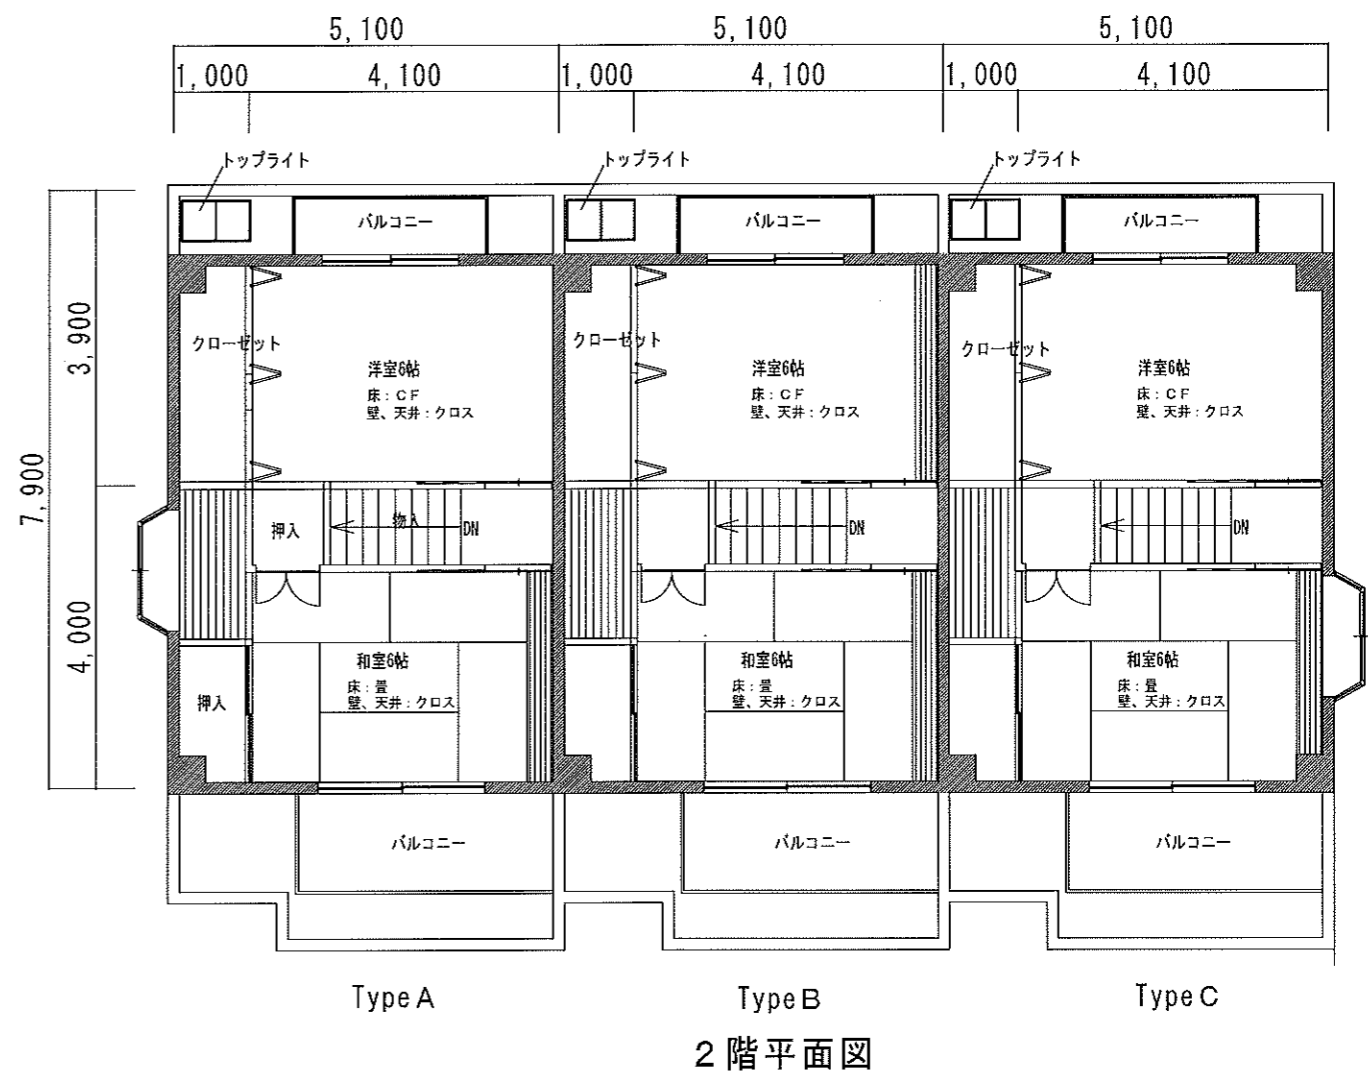 5,100 5,100 5,100
1,000 4,100 1,000 4,100 1,000 4,100
トップライト トップライト トップライト
バルコニー バルコニー バルコニー
3,900
7,900
4,000
クローゼット クローゼット クローゼット
洋室6帖 洋室6帖 洋室6帖
床:CF 床:CF 床:CF
壁、天井:クロス 壁、天井:クロス 壁、天井:クロス
押入 物入 DN DN DN
和室6帖 和室6帖 和室6帖
床:畳 床:畳 床:畳
壁、天井:クロス 壁、天井:クロス 壁、天井:クロス
押入
バルコニー バルコニー バルコニー
Type A Type B Type C
2階平面図